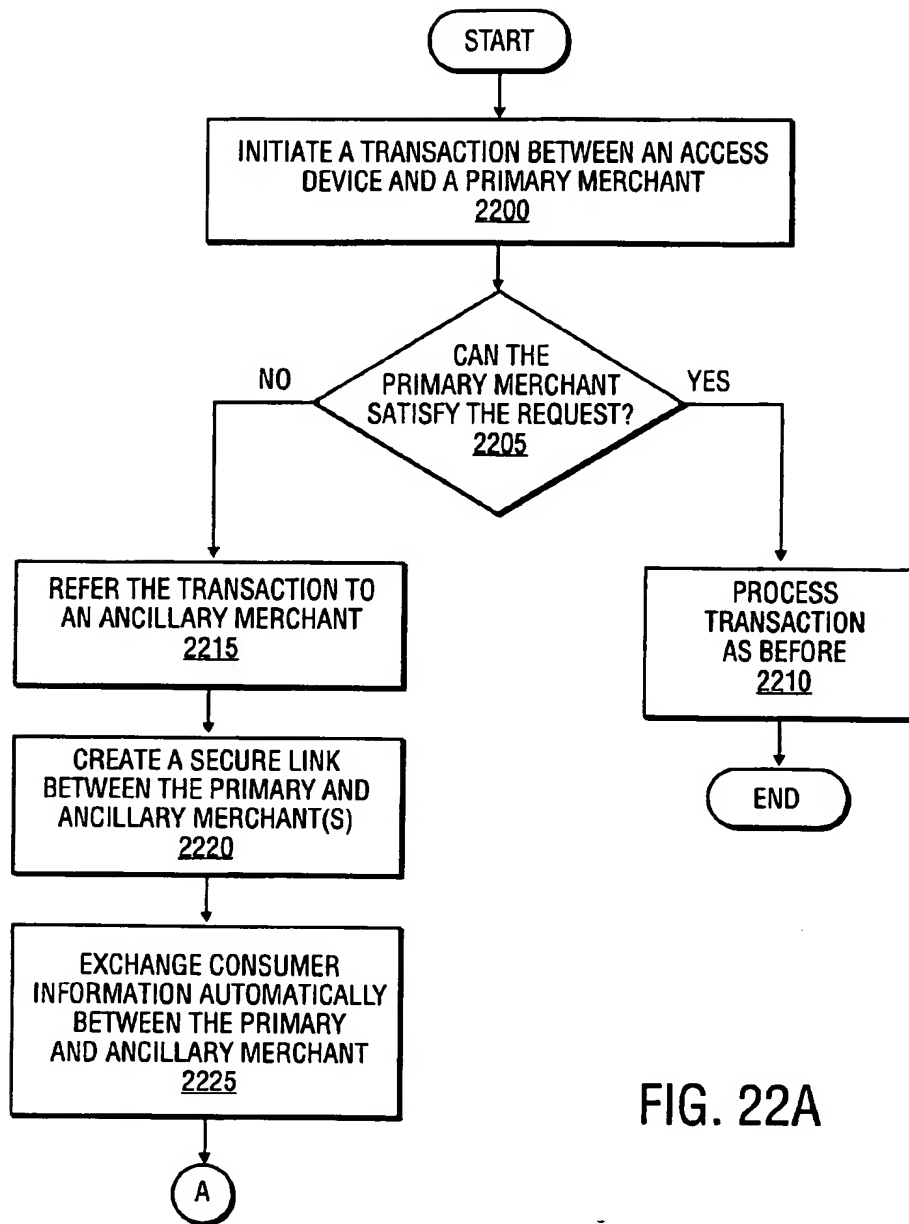 START
INITIATE A TRANSACTION BETWEEN AN ACCESS
DEVICE AND A PRIMARY MERCHANT
2200
CAN THE
PRIMARY MERCHANT
SATISFY THE REQUEST?
2205
NO
YES
REFER THE TRANSACTION TO
AN ANCILLARY MERCHANT
2215
PROCESS
TRANSACTION
AS BEFORE
2210
CREATE A SECURE LINK
BETWEEN THE PRIMARY AND
ANCILLARY MERCHANT(S)
2220
END
EXCHANGE CONSUMER
INFORMATION AUTOMATICALLY
BETWEEN THE PRIMARY
AND ANCILLARY MERCHANT
2225
A
FIG. 22A